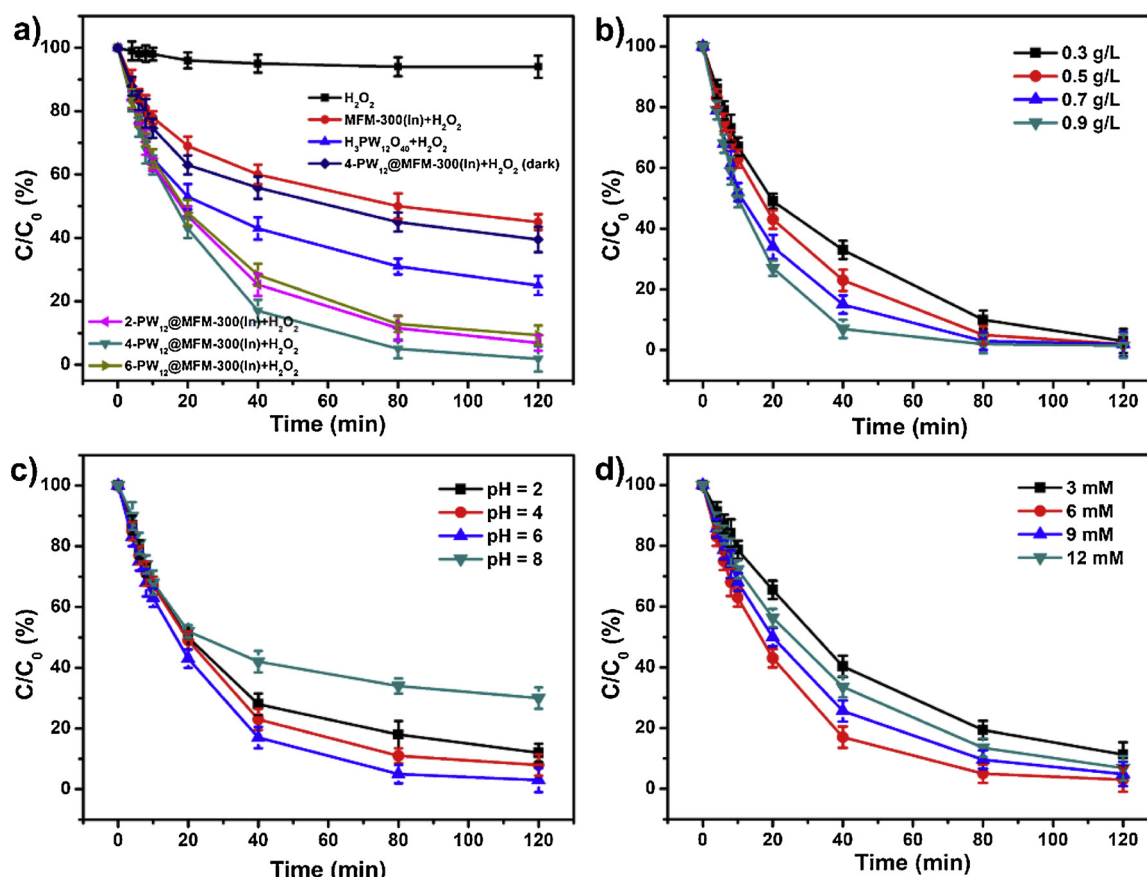 a)
C/C₀ (%)
100
80
60
40
20
0
H₂O₂
MFM-300(In)+H₂O₂
H₃PW₁₂O₄₀+H₂O₂
4-PW₁₂@MFM-300(In)+H₂O₂ (dark)
2-PW₁₂@MFM-300(In)+H₂O₂
4-PW₁₂@MFM-300(In)+H₂O₂
6-PW₁₂@MFM-300(In)+H₂O₂
0 20 40 60 80 100 120
Time (min)
b)
C/C₀ (%)
100
80
60
40
20
0
0.3 g/L
0.5 g/L
0.7 g/L
0.9 g/L
0 20 40 60 80 100 120
Time (min)
c)
C/C₀ (%)
100
80
60
40
20
0
pH = 2
pH = 4
pH = 6
pH = 8
0 20 40 60 80 100 120
Time (min)
d)
C/C₀ (%)
100
80
60
40
20
0
3 mM
6 mM
9 mM
12 mM
0 20 40 60 80 100 120
Time (min)